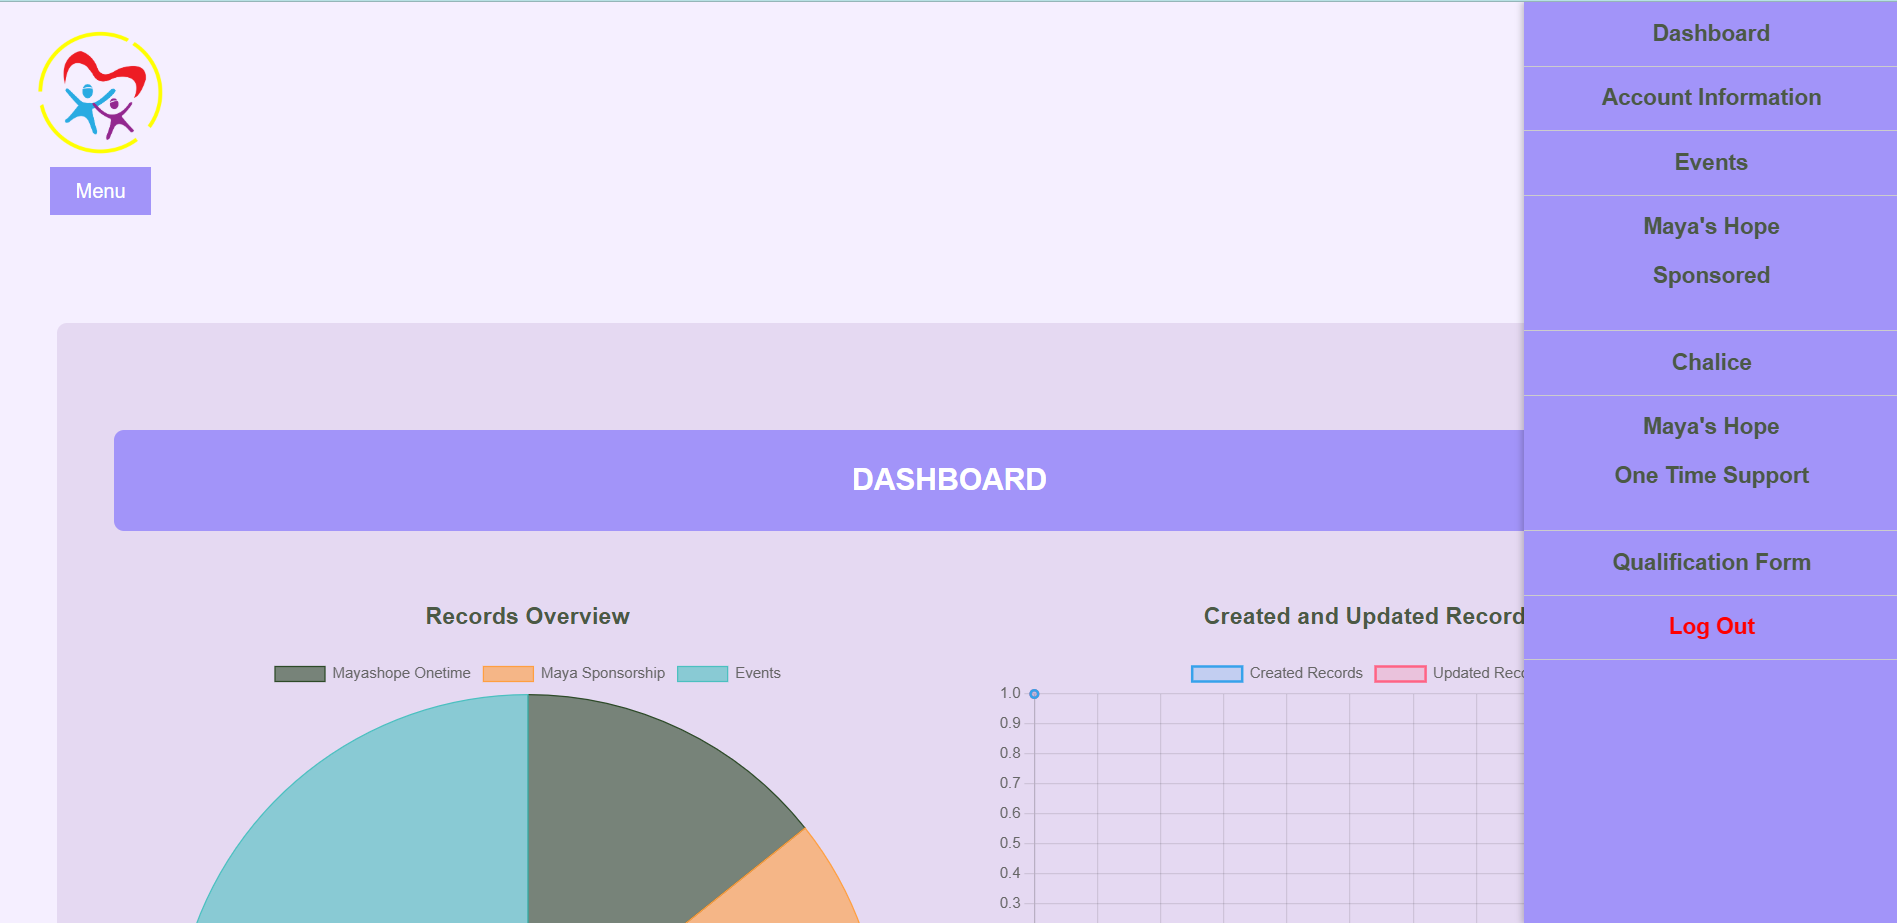 Menu
DASHBOARD
Records Overview
Mayashope Onetime
Maya Sponsorship
Events
Created and Updated Record
Created Records
Updated Reco
1.0
0.9
0.8
0.7
0.6
0.5
0.4
0.3
Dashboard
Account Information
Events
Maya's Hope
Sponsored
Chalice
Maya's Hope
One Time Support
Qualification Form
Log Out